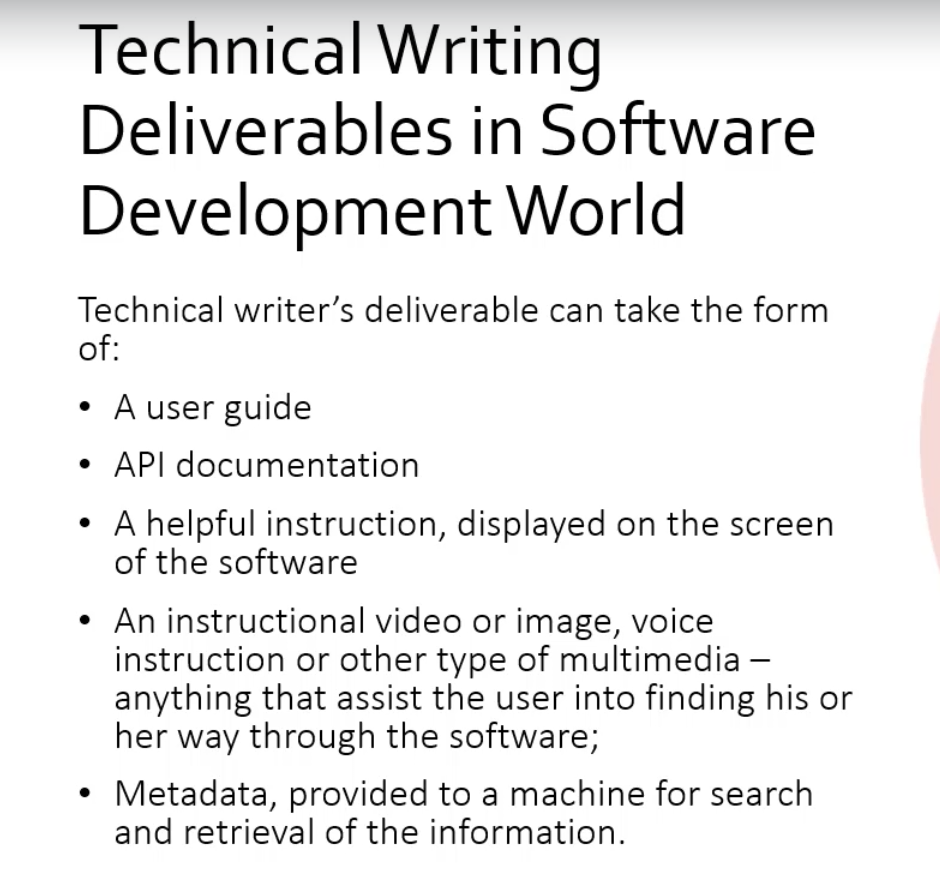 Technical Writing
Deliverables in Software
Development World
Technical writer’s deliverable can take the form
of:
• A user guide
• API documentation
• A helpful instruction, displayed on the screen
of the software
• An instructional video or image, voice
instruction or other type of multimedia –
anything that assist the user into finding his or
her way through the software;
• Metadata, provided to a machine for search
and retrieval of the information.